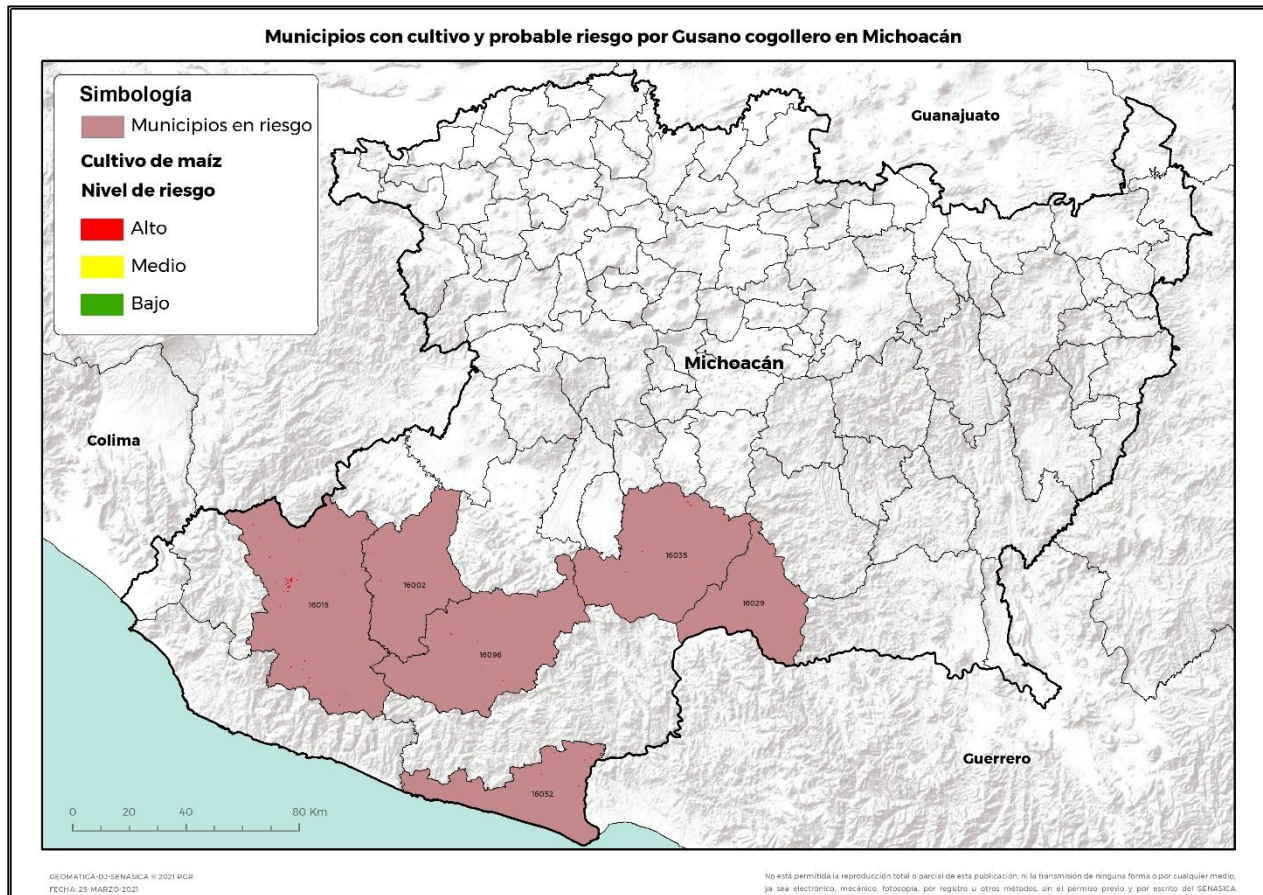 Municipios con cultivo y probable riesgo por Gusano cogollero en Michoacán
Simbología
Municipios en riesgo
Cultivo de maíz
Nivel de riesgo
Alto
Medio
Bajo
Guanajuato
Michoacán
Colima
16035
16015
16002
16029
16096
16052
Guerrero
0 20 40 80 Km
GEOMATICA-DJ-SENASICA © 2021 RGR
FECHA: 25-MARZO-2021
No está permitida la reproducción total o parcial de esta publicación, ni la transmisión de ninguna forma o por cualquier medio,
ya sea electrónico, mecánico, fotocopia, por registro u otros métodos, sin el permiso previo y por escrito del SENASICA.